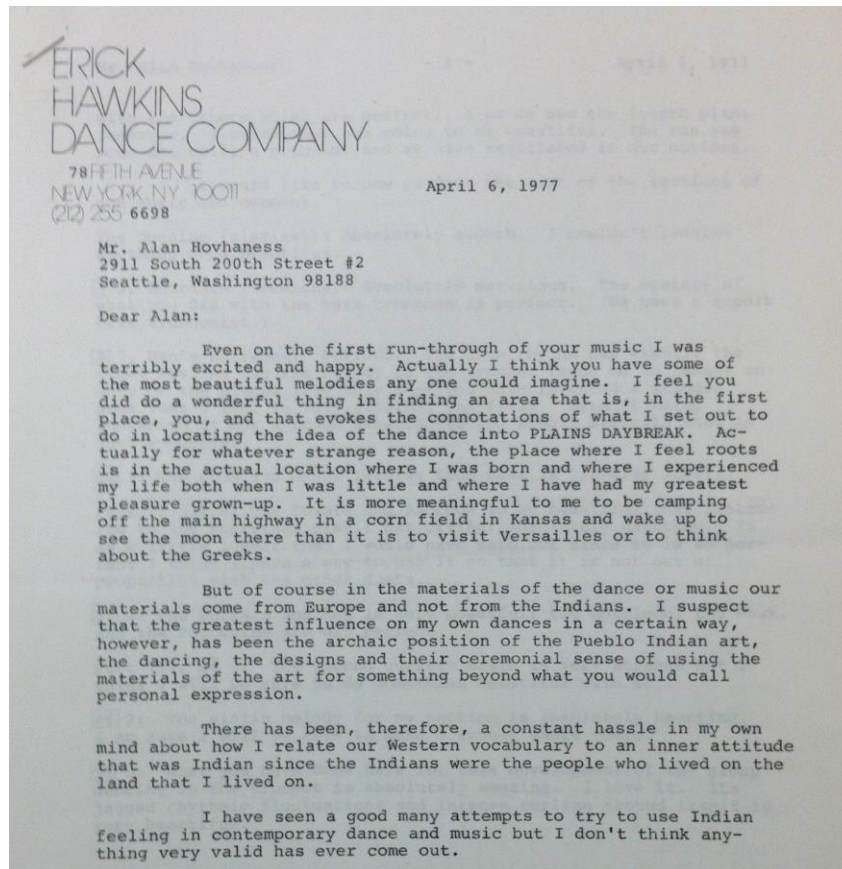 ERICK
HAWKINS
DANCE COMPANY
78 FIFTH AVENUE
NEW YORK, NY 10011
(212) 255 6698
April 6, 1977
Mr. Alan Hovhaness
2911 South 200th Street #2
Seattle, Washington 98188
Dear Alan:
Even on the first run-through of your music I was
terribly excited and happy. Actually I think you have some of
the most beautiful melodies any one could imagine. I feel you
did do a wonderful thing in finding an area that is, in the first
place, you, and that evokes the connotations of what I set out to
do in locating the idea of the dance into PLAINS DAYBREAK. Ac-
tually for whatever strange reason, the place where I feel roots
is in the actual location where I was born and where I experienced
my life both when I was little and where I have had my greatest
pleasure grown-up. It is more meaningful to me to be camping
off the main highway in a corn field in Kansas and wake up to
see the moon there than it is to visit Versailles or to think
about the Greeks.
But of course in the materials of the dance or music our
materials come from Europe and not from the Indians. I suspect
that the greatest influence on my own dances in a certain way,
however, has been the archaic position of the Pueblo Indian art,
the dancing, the designs and their ceremonial sense of using the
materials of the art for something beyond what you would call
personal expression.
There has been, therefore, a constant hassle in my own
mind about how I relate our Western vocabulary to an inner attitude
that was Indian since the Indians were the people who lived on the
land that I lived on.
I have seen a good many attempts to try to use Indian
feeling in contemporary dance and music but I don't think any-
thing very valid has ever come out.